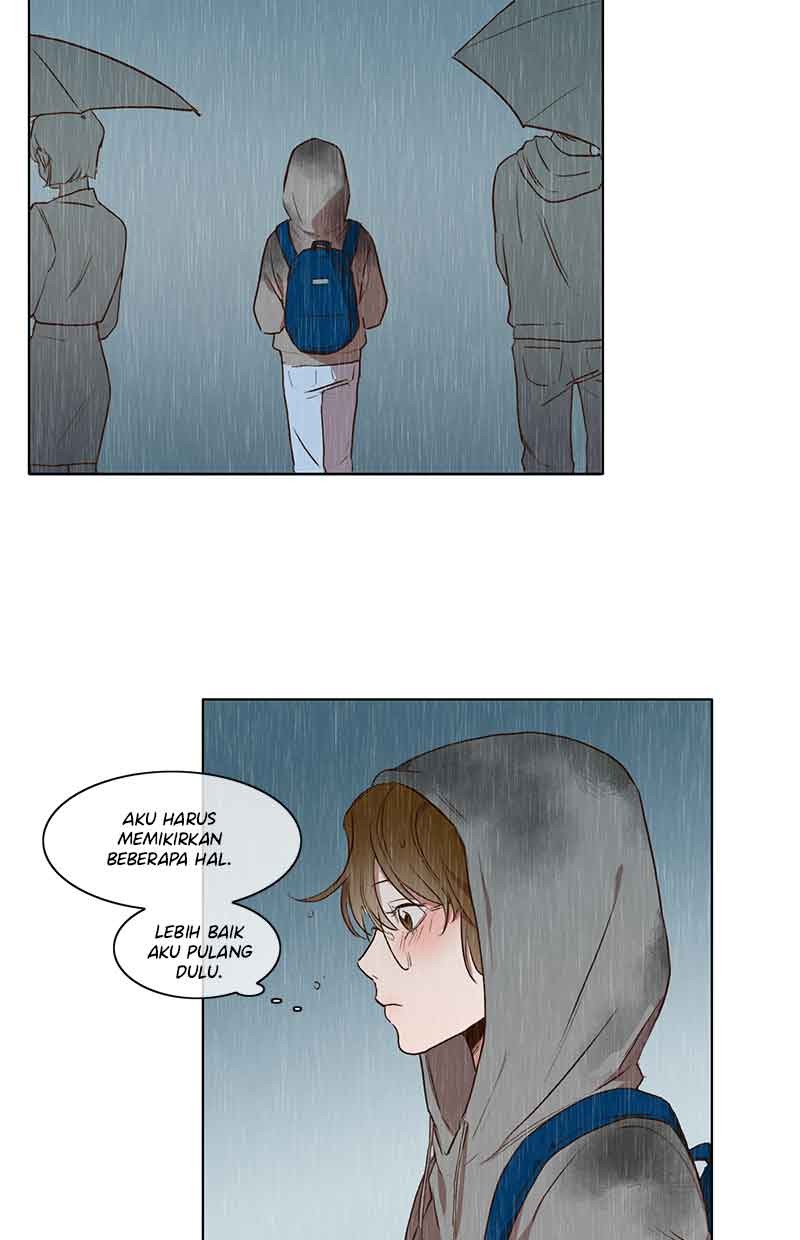 AKU HARUS
MEMIKIRKAN
BEBERAPA HAL.
LEBIH BAIK
AKU PULANG
DULU.